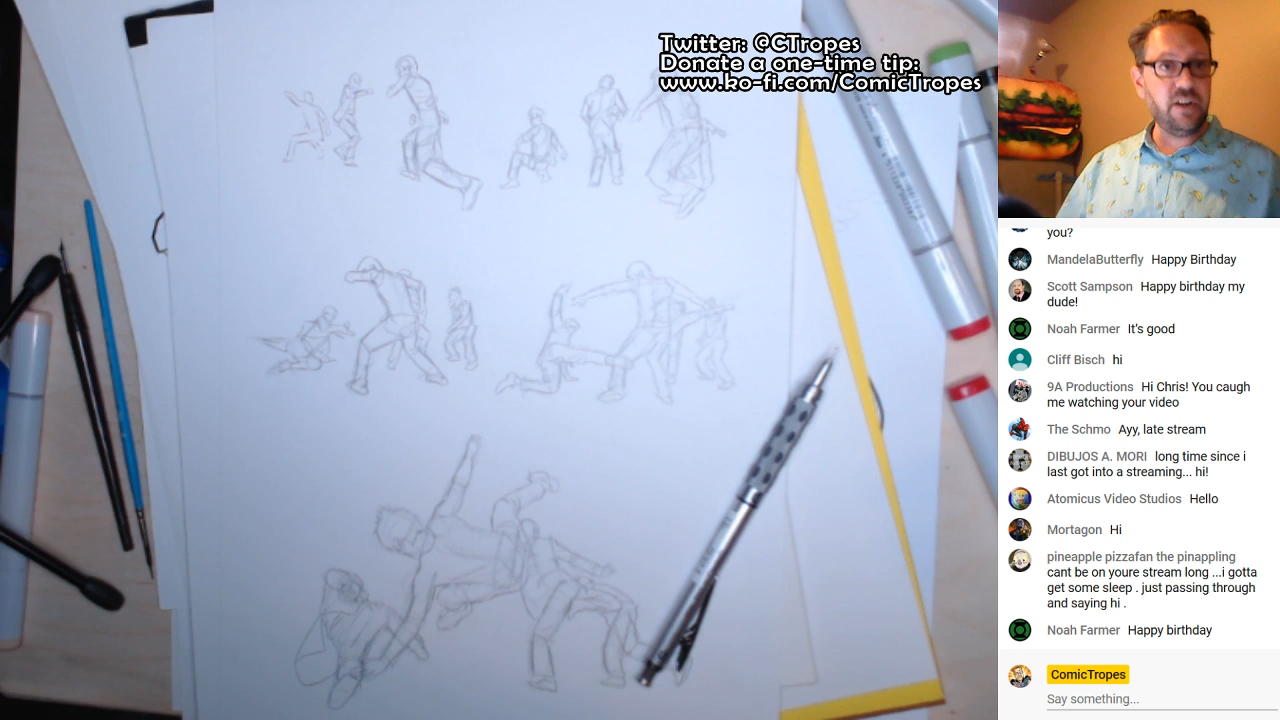 Twitter: @CTropes
Donate a one-time tip:
www.ko-fi.com/ComicTropes
you?
MandelaButterfly Happy Birthday
Scott Sampson Happy birthday my
dude!
Noah Farmer It's good
Cliff Bisch hi
9A Productions Hi Chris! You caugh
me watching your video
The Schmo Ayy, late stream
DIBUJOS A. MORI long time since i
last got into a streaming... hi!
Atomicus Video Studios Hello
Mortagon Hi
pineapple pizzafan the pinappling
cant be on youre stream long ...i gotta
get some sleep . just passing through
and saying hi .
Noah Farmer Happy birthday
ComicTropes
Say something...